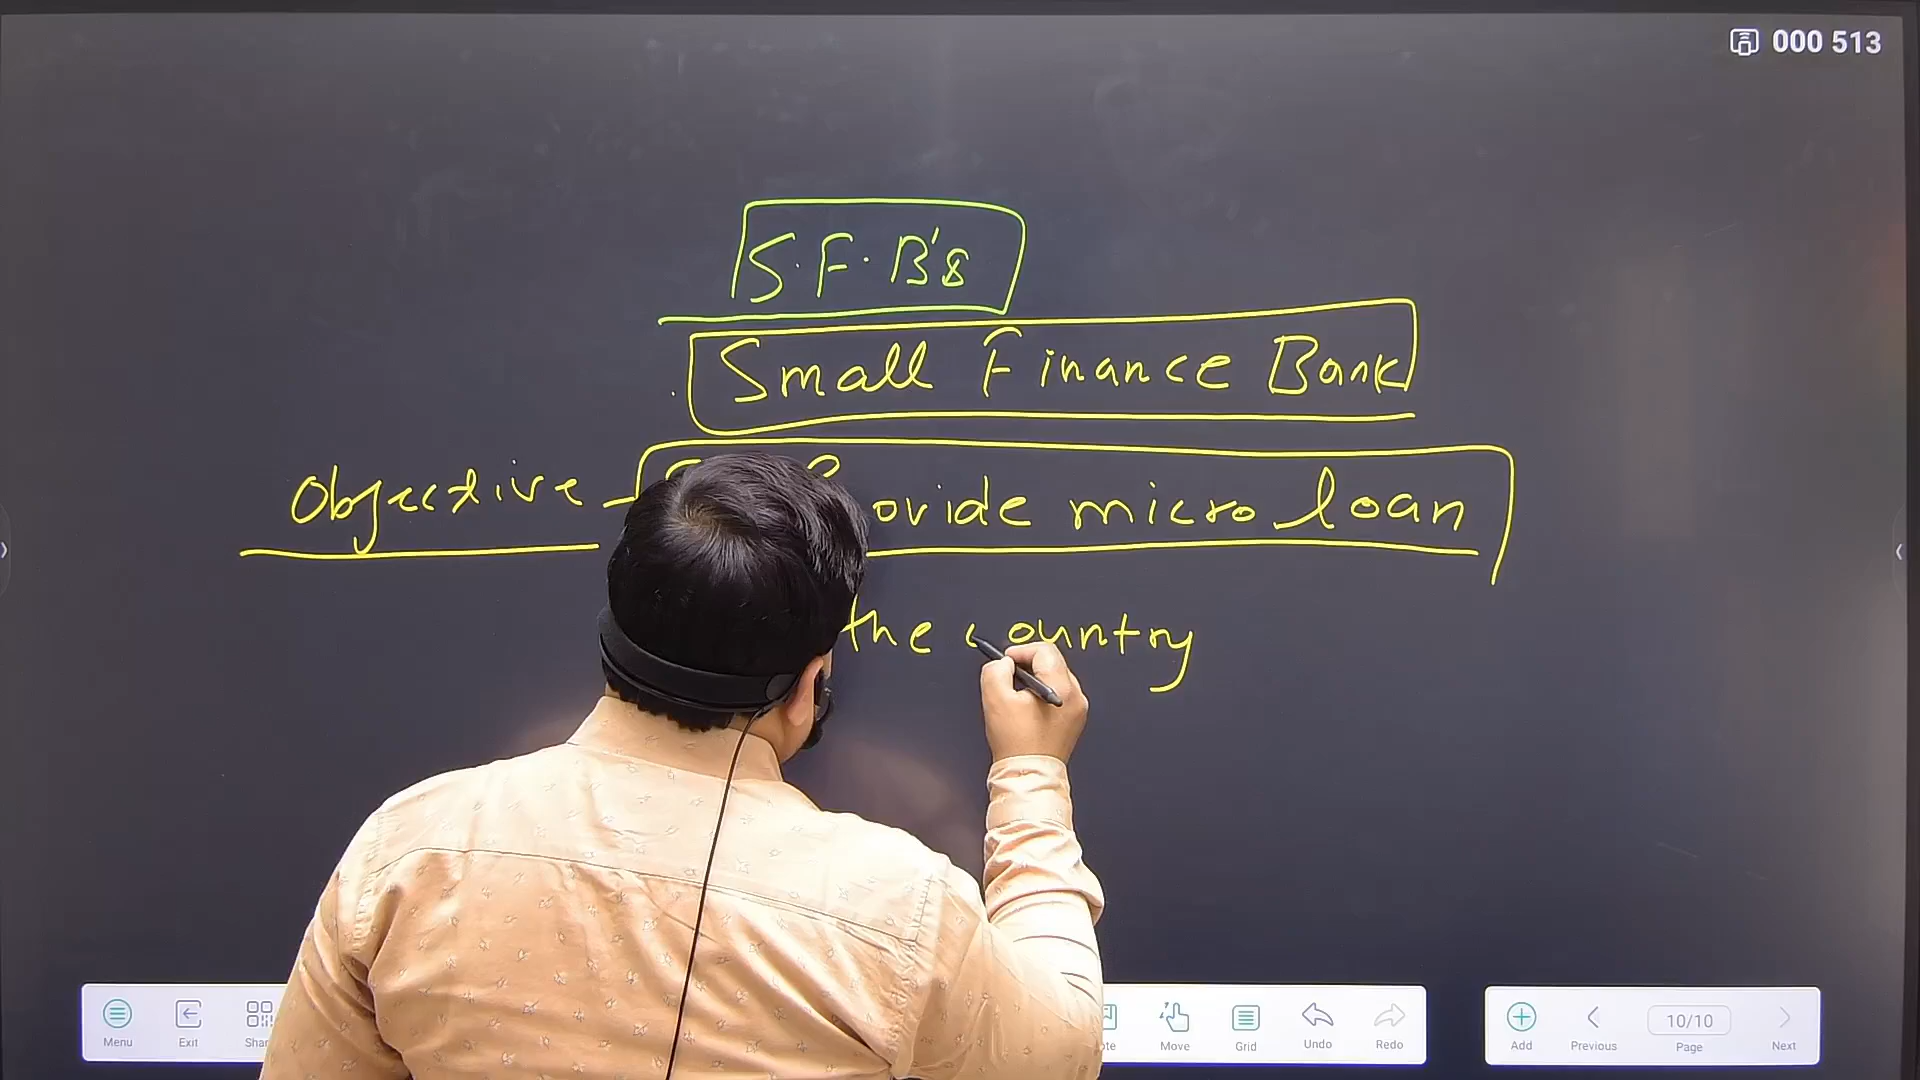 000 513
S.F.B's
Small Finance Bank
Objective - ovide micro loan
the country
Menu
Exit
Move
Grid
Undo
Redo
Add
Previous
10/10
Page
Next